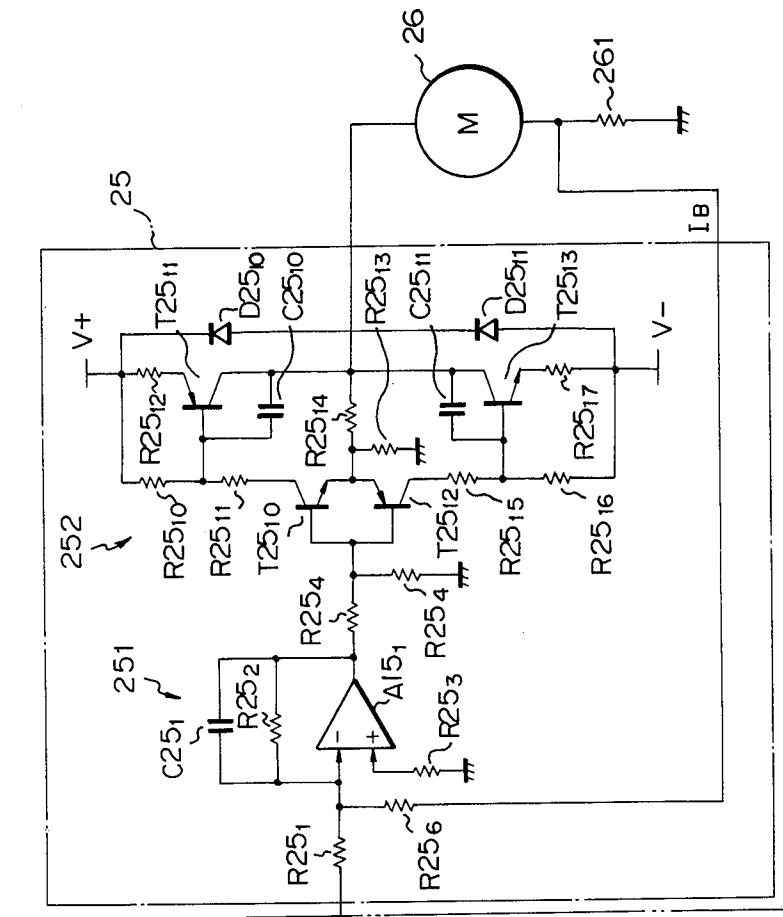 26
M
261
25
IB
V+
T25₁₁
D25₁₀
C25₁₀
R25₁₃
C25₁₁
D25₁₁
T25₁₃
V-
R25₁₂
R25₁₄
R25₁₇
252
R25₁₀
R25₁₁
T25₁₀
T25₁₂
R25₁₅
R25₁₆
R25₄
R25₄
251
C25₁
R25₂
A15₁
-
+
R25₃
R25₁
R25₆